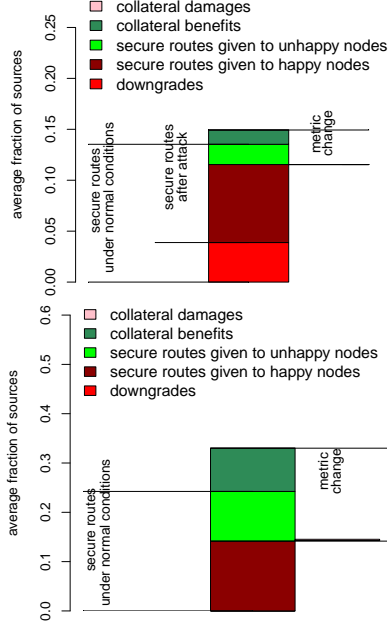 collateral damages
collateral benefits
secure routes given to unhappy nodes
secure routes given to happy nodes
downgrades
average fraction of sources
0.25
0.20
0.15
0.10
0.05
0.00
secure routes
under normal conditions
secure routes
after attack
metric
change
collateral damages
collateral benefits
secure routes given to unhappy nodes
secure routes given to happy nodes
downgrades
average fraction of sources
0.6
0.5
0.4
0.3
0.2
0.1
0.0
secure routes
under normal conditions
metric
change